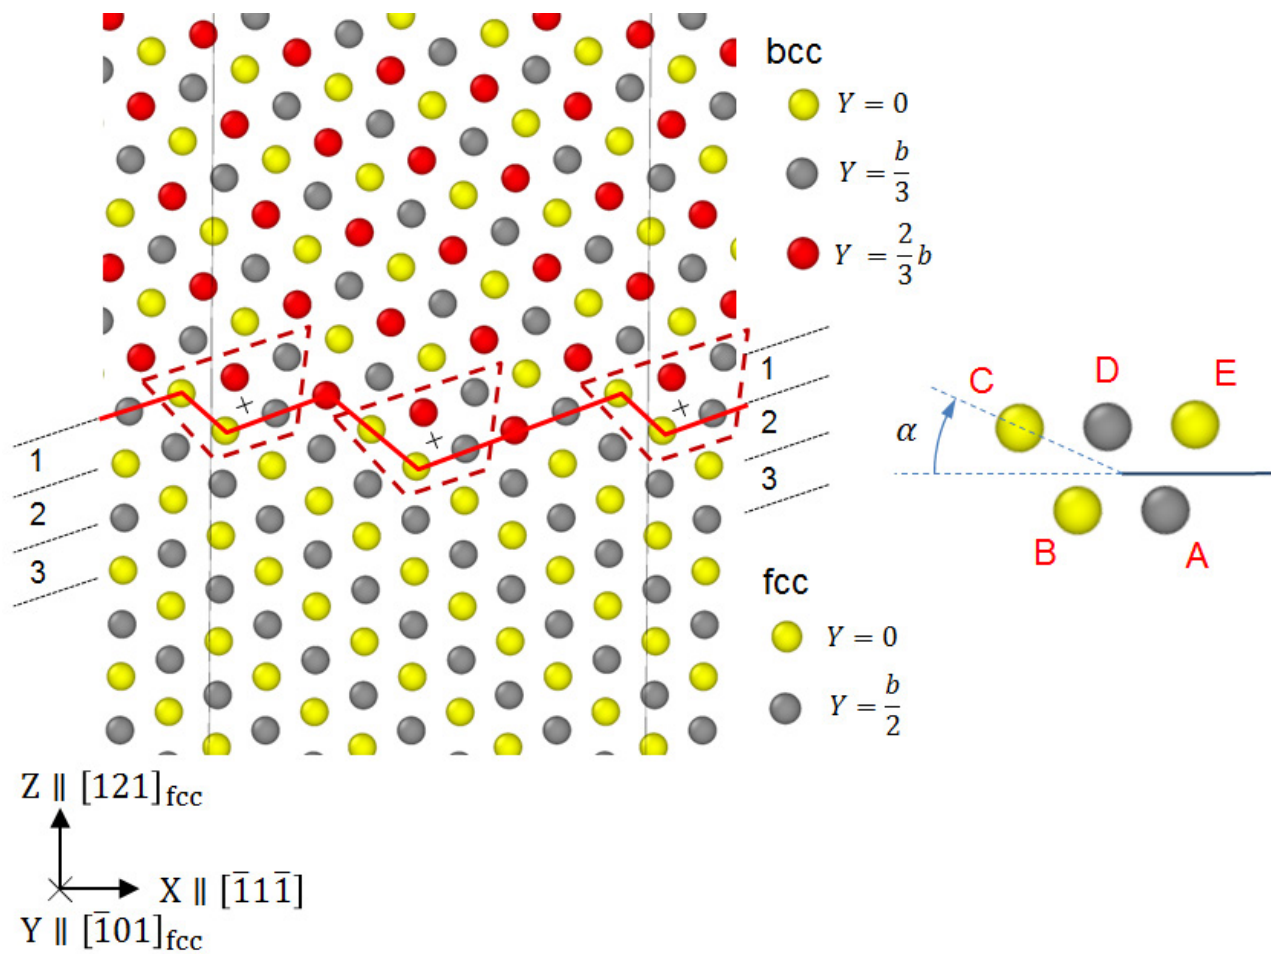 bcc
Y = 0
Y = b/3
Y = 2/3 b
1
2
3
1
2
3
C
D
E
α
B
A
fcc
Y = 0
Y = b/2
Z ∥ [121]fcc
X ∥ [1̄11̄]
Y ∥ [1̄01]fcc